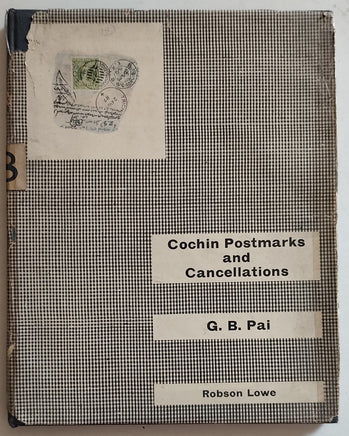 Cochin Postmarks
and
Cancellations
G. B. Pai
Robson Lowe